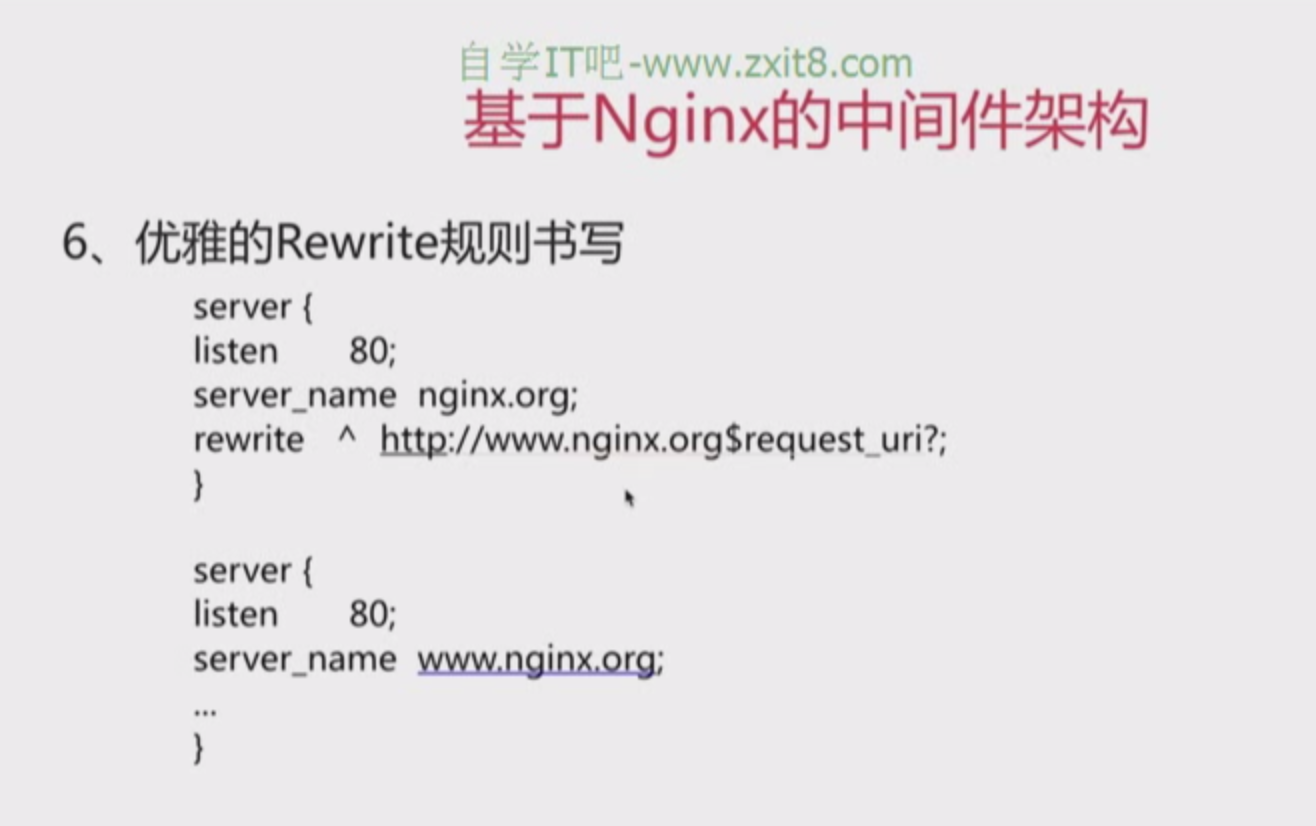 自学IT吧-www.zxit8.com
基于Nginx的中间件架构
6、优雅的Rewrite规则书写
server {
listen 80;
server_name nginx.org;
rewrite ^ http://www.nginx.org$request_uri?;
}
server {
listen 80;
server_name www.nginx.org;
...
}